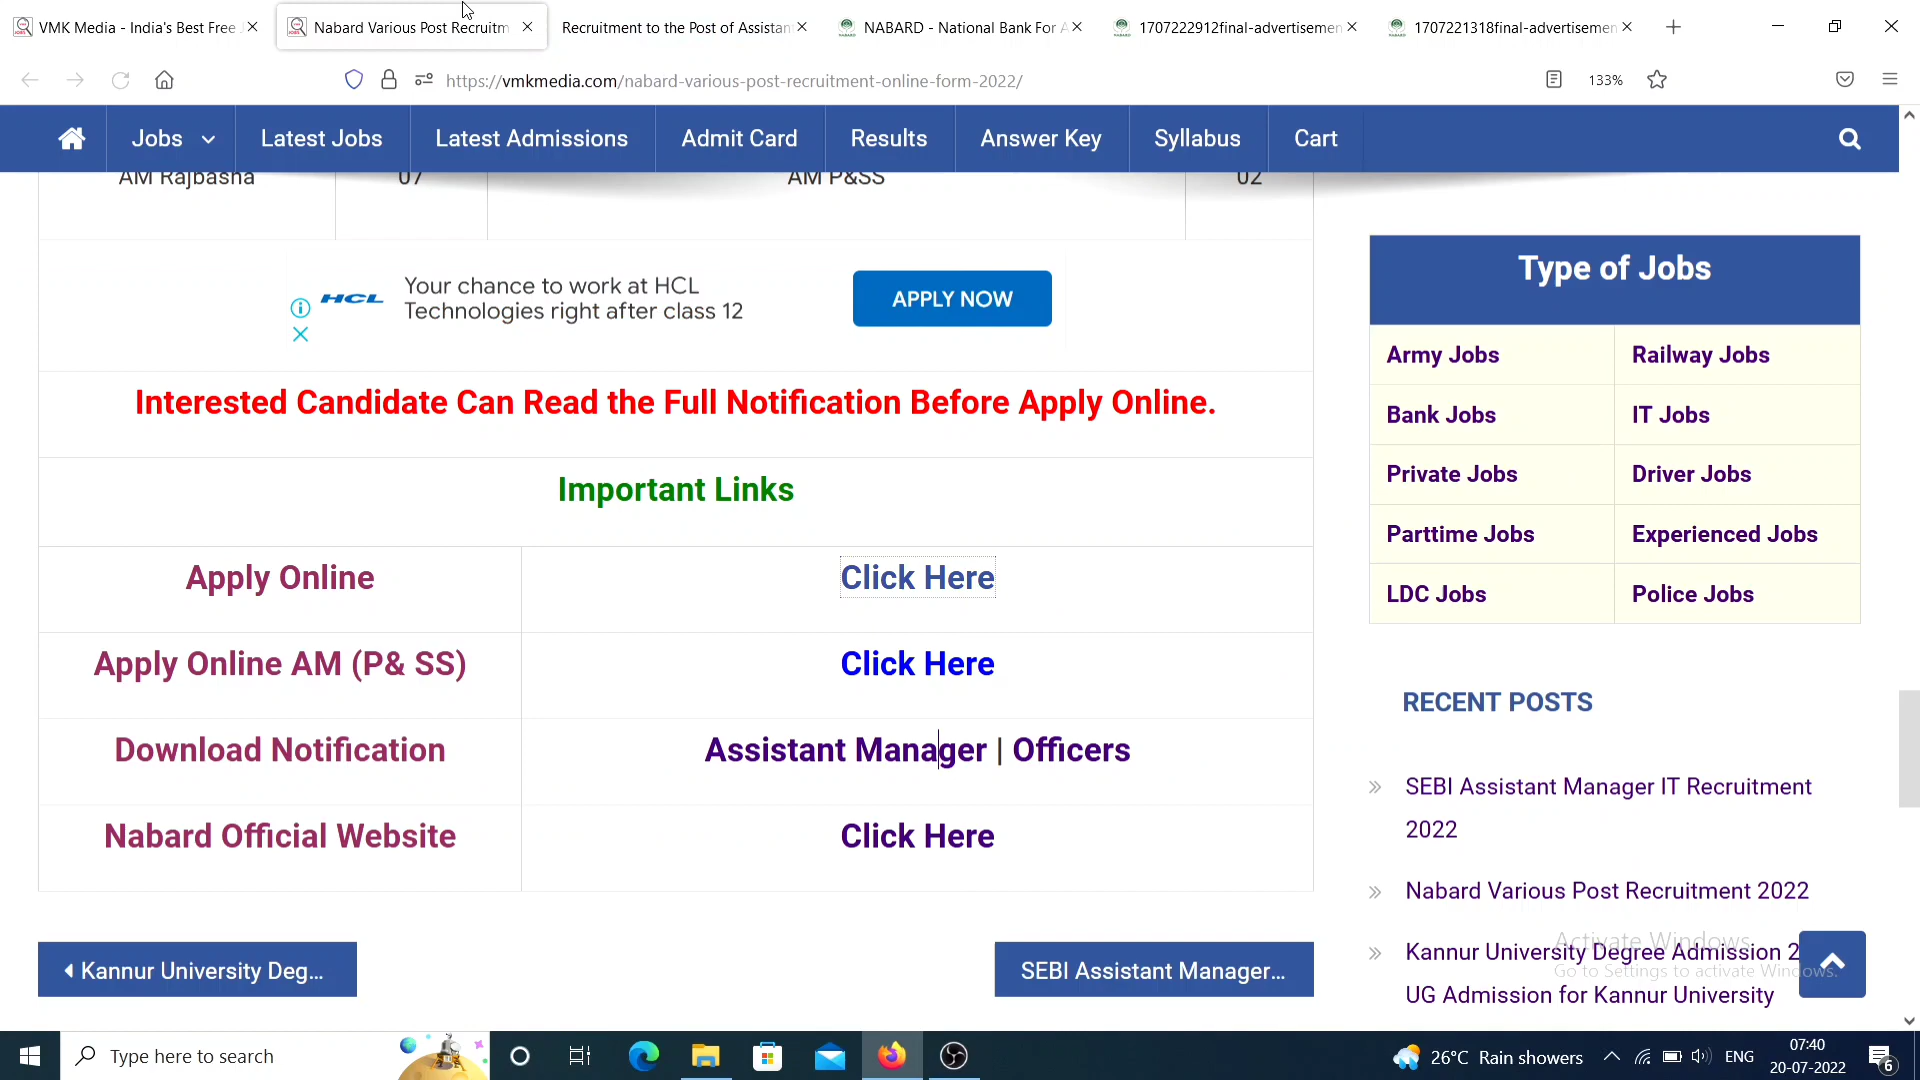 VMK Media - India's Best Free J
Nabard Various Post Recruitm
Recruitment to the Post of Assistan
NABARD - National Bank For A
1707222912final-advertisemen
1707221318final-advertisemen
https://vmkmedia.com/nabard-various-post-recruitment-online-form-2022/
133%
Jobs
Latest Jobs
Latest Admissions
Admit Card
Results
Answer Key
Syllabus
Cart
AM Rajbasha
07
AM P&SS
02
HCL
Your chance to work at HCL
Technologies right after class 12
APPLY NOW
Interested Candidate Can Read the Full Notification Before Apply Online.
Important Links
Apply Online
Click Here
Apply Online AM (P& SS)
Click Here
Download Notification
Assistant Manager | Officers
Nabard Official Website
Click Here
Kannur University Deg...
SEBI Assistant Manager...
Type of Jobs
Army Jobs
Railway Jobs
Bank Jobs
IT Jobs
Private Jobs
Driver Jobs
Parttime Jobs
Experienced Jobs
LDC Jobs
Police Jobs
RECENT POSTS
SEBI Assistant Manager IT Recruitment
2022
Nabard Various Post Recruitment 2022
Kannur University Degree Admission 2
UG Admission for Kannur University
Activate Windows
Go to Settings to activate Windows.
Type here to search
26°C Rain showers
ENG
07:40
20-07-2022
6